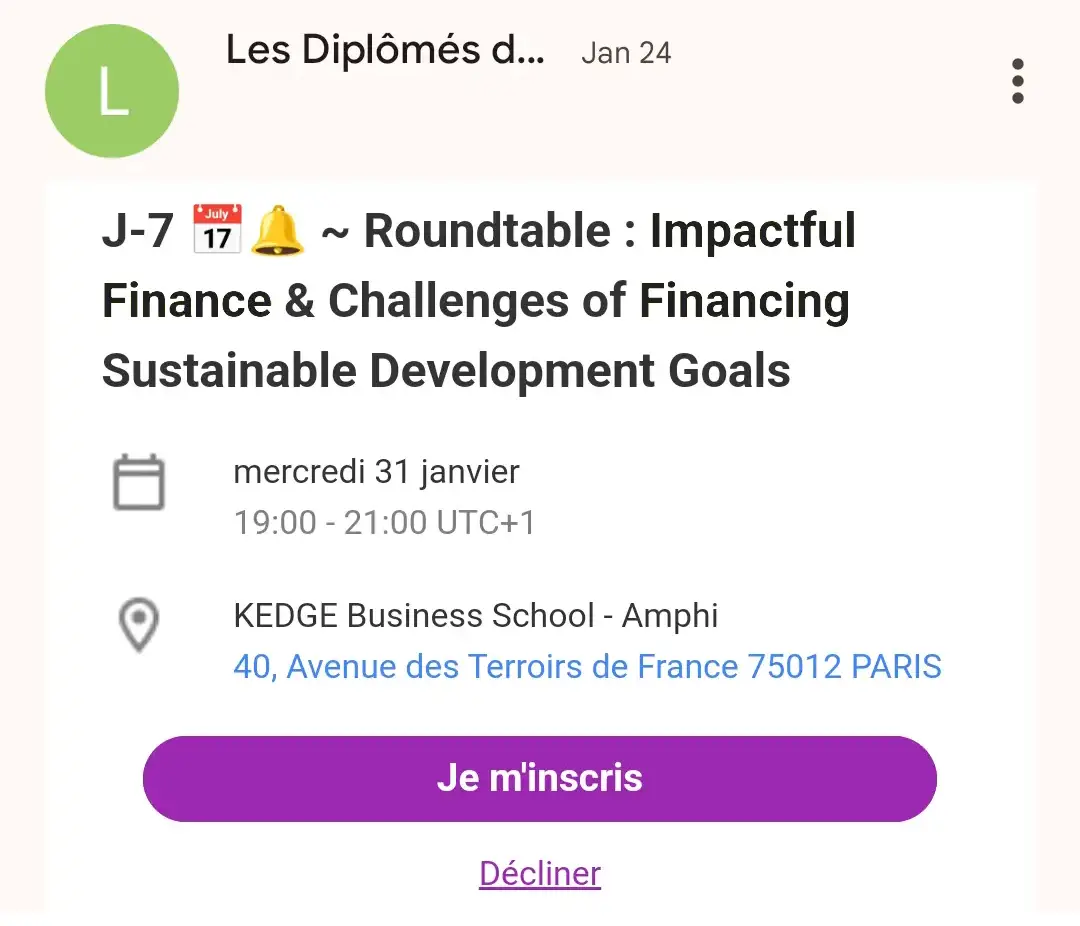 L
Les Diplômés d...
Jan 24
J-7 📅🔔 ~ Roundtable : Impactful
Finance & Challenges of Financing
Sustainable Development Goals
mercredi 31 janvier
19:00 - 21:00 UTC+1
KEDGE Business School - Amphi
40, Avenue des Terroirs de France 75012 PARIS
Je m'inscris
Décliner